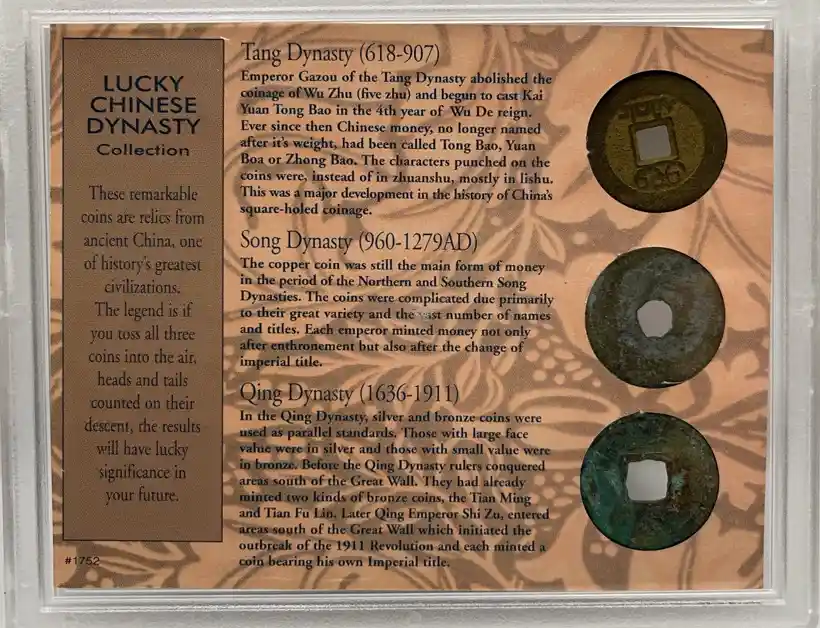 LUCKY
CHINESE
DYNASTY
Collection
These remarkable
coins are relics from
ancient China, one
of history's greatest
civilizations.
The legend is if
you toss all three
coins into the air,
heads and tails
counted on their
descent, the results
will have lucky
significance in
your future.
#1752
Tang Dynasty (618-907)
Emperor Gazou of the Tang Dynasty abolished the
coinage of Wu Zhu (five zhu) and begun to cast Kai
Yuan Tong Bao in the 4th year of Wu De reign.
Ever since then Chinese money, no longer named
after it's weight, had been called Tong Bao, Yuan
Boa or Zhong Bao. The characters punched on the
coins were, instead of in zhuanshu, mostly in lishu.
This was a major development in the history of China's
square-holed coinage.
Song Dynasty (960-1279AD)
The copper coin was still the main form of money
in the period of the Northern and Southern Song
Dynasties. The coins were complicated due primarily
to their great variety and the vast number of names
and titles. Each emperor minted money not only
after enthronement but also after the change of
imperial title.
Qing Dynasty (1636-1911)
In the Qing Dynasty, silver and bronze coins were
used as parallel standards. Those with large face
value were in silver and those with small value were
in bronze. Before the Qing Dynasty rulers conquered
areas south of the Great Wall. They had already
minted two kinds of bronze coins, the Tian Ming
and Tian Fu Lin. Later Qing Emperor Shi Zu, entered
areas south of the Great Wall which initiated the
outbreak of the 1911 Revolution and each minted a
coin bearing his own Imperial title.